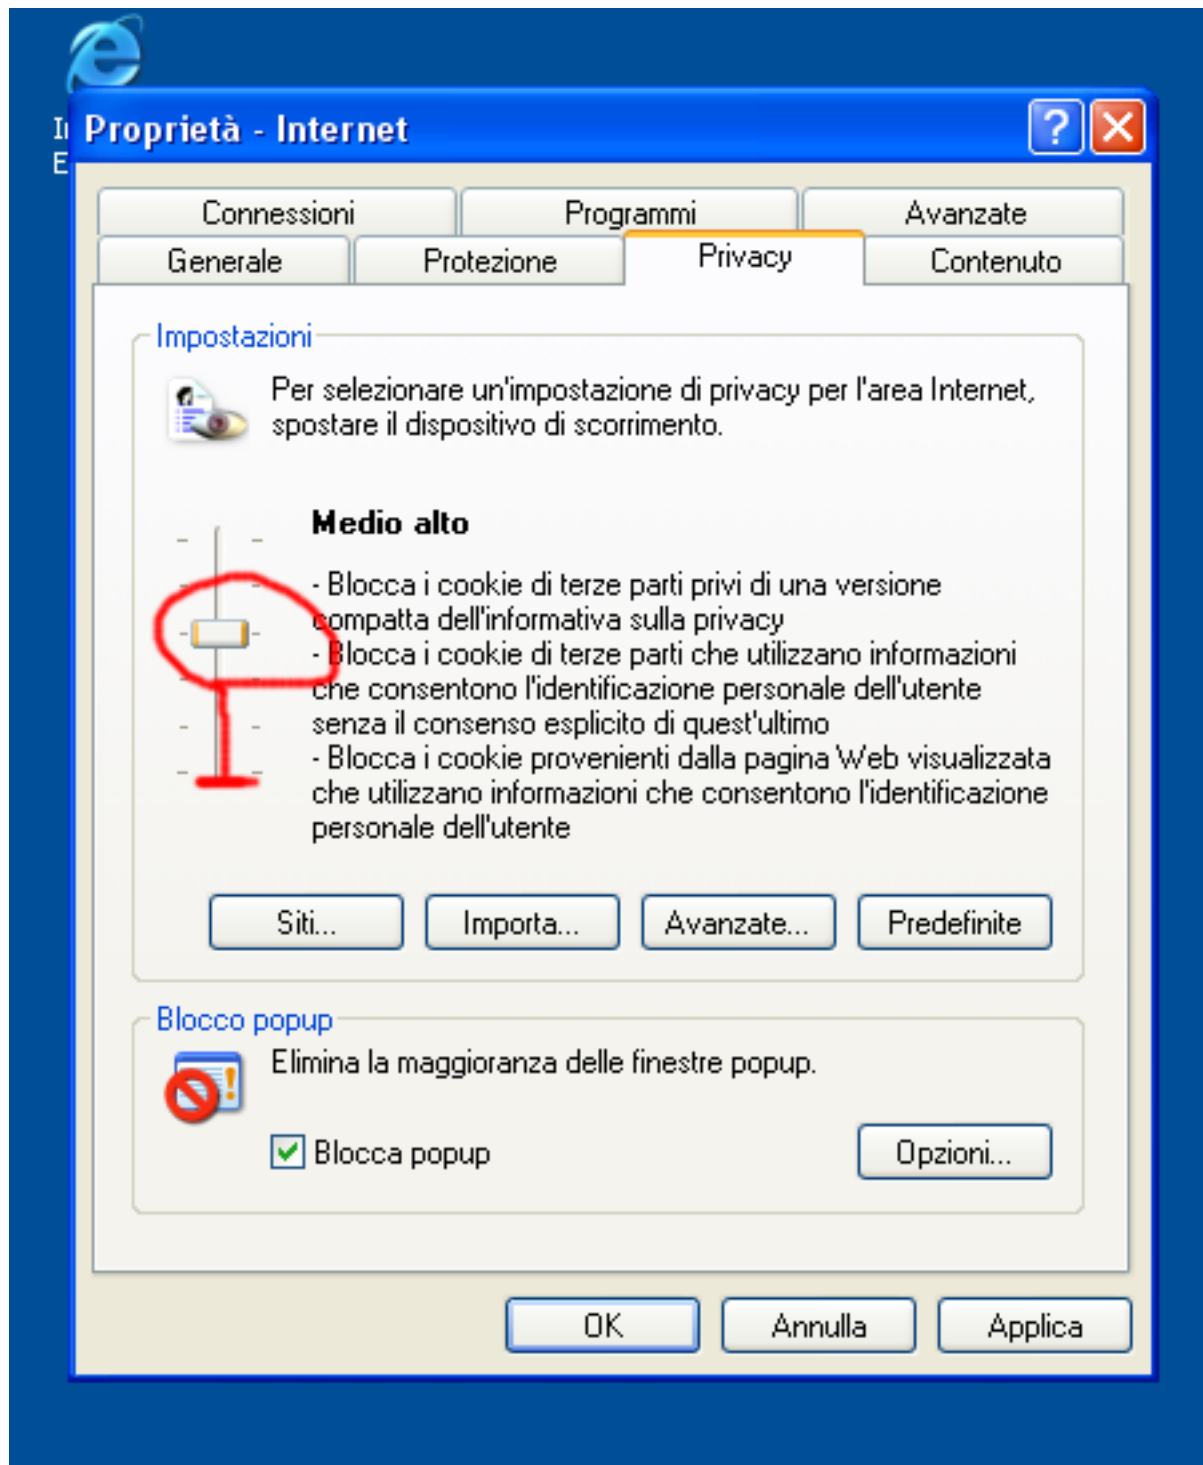 Proprietà - Internet
Connessioni
Programmi
Avanzate
Generale
Protezione
Privacy
Contenuto
Impostazioni
Per selezionare un'impostazione di privacy per l'area Internet,
spostare il dispositivo di scorrimento.
Medio alto
- Blocca i cookie di terze parti privi di una versione
compatta dell'informativa sulla privacy
- Blocca i cookie di terze parti che utilizzano informazioni
che consentono l'identificazione personale dell'utente
senza il consenso esplicito di quest'ultimo
- Blocca i cookie provenienti dalla pagina Web visualizzata
che utilizzano informazioni che consentono l'identificazione
personale dell'utente
Siti...
Importa...
Avanzate...
Predefinite
Blocco popup
Elimina la maggioranza delle finestre popup.
Blocca popup
Opzioni...
OK
Annulla
Applica